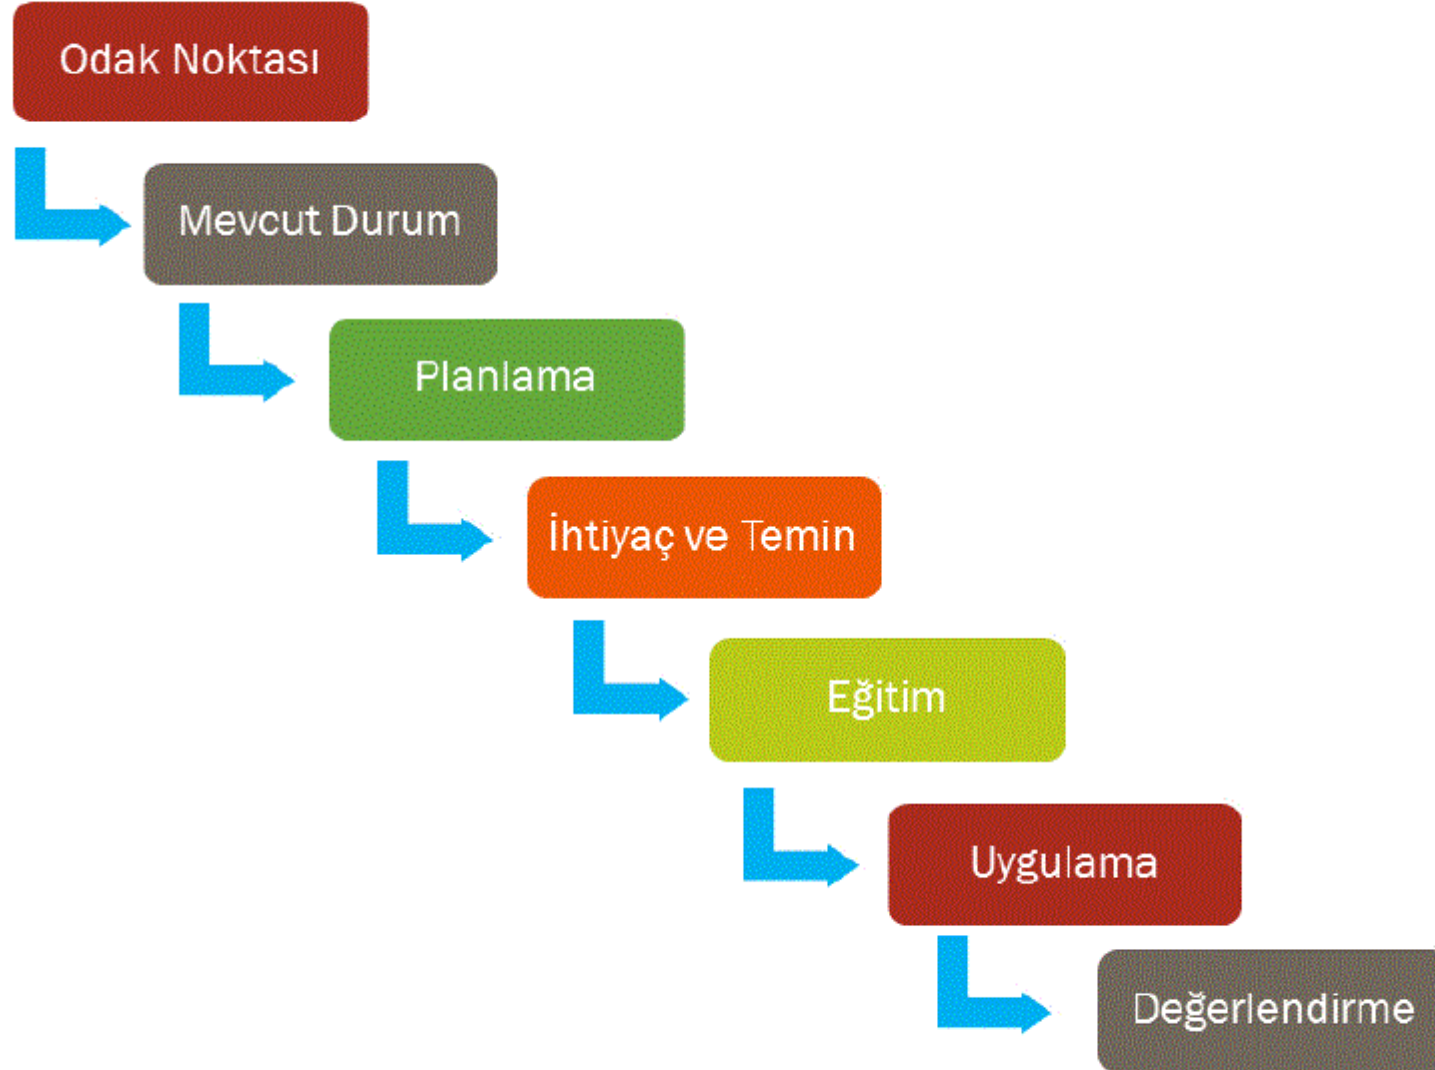 Odak Noktası
Mevcut Durum
Planlama
İhtiyaç ve Temin
Eğitim
Uygulama
Değerlendirme